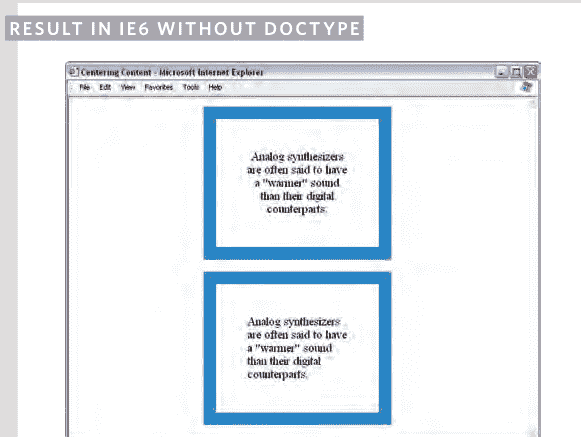 RESULT IN IE6 WITHOUT DOCTYPE
Centering Content - Microsoft Internet Explorer
File Edit View Favorites Tools Help
Analog synthesizers
are often said to have
a "warmer" sound
than their digital
counterparts.
Analog synthesizers
are often said to have
a "warmer" sound
than their digital
counterparts.